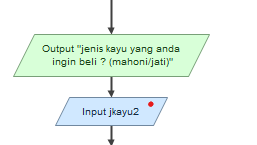 Output "jenis kayu yang anda
ingin beli ? (mahoni/jati)"
Input jkayu2